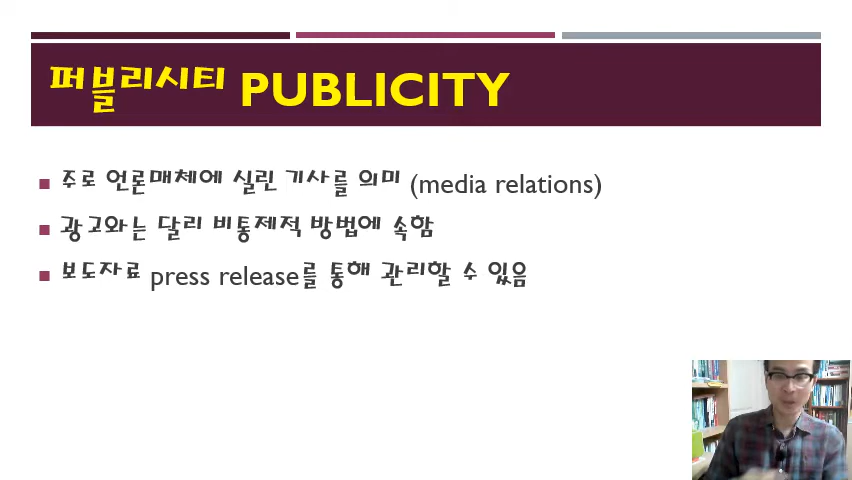 퍼블리시티 PUBLICITY
주로 언론매체에 실린 기사를 의미 (media relations)
광고와는 달리 비통제적 방법에 속함
보도자료 press release를 통해 관리할 수 있음